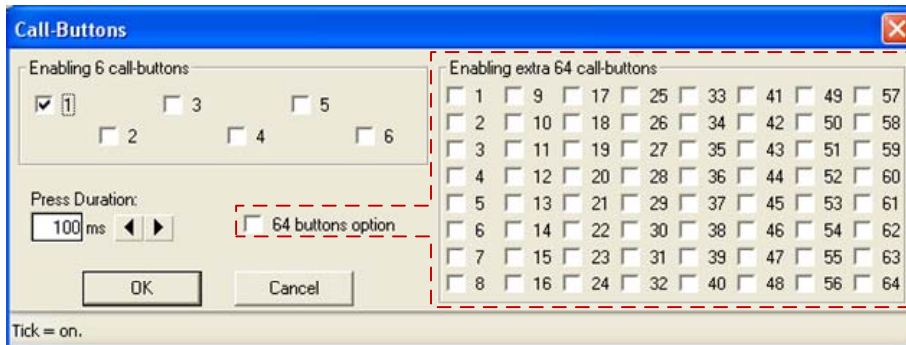 Call-Buttons
Enabling 6 call-buttons
1 3 5
2 4 6
Press Duration:
100 ms
64 buttons option
OK Cancel
Enabling extra 64 call-buttons
1 9 17 25 33 41 49 57
2 10 18 26 34 42 50 58
3 11 19 27 35 43 51 59
4 12 20 28 36 44 52 60
5 13 21 29 37 45 53 61
6 14 22 30 38 46 54 62
7 15 23 31 39 47 55 63
8 16 24 32 40 48 56 64
Tick = on.